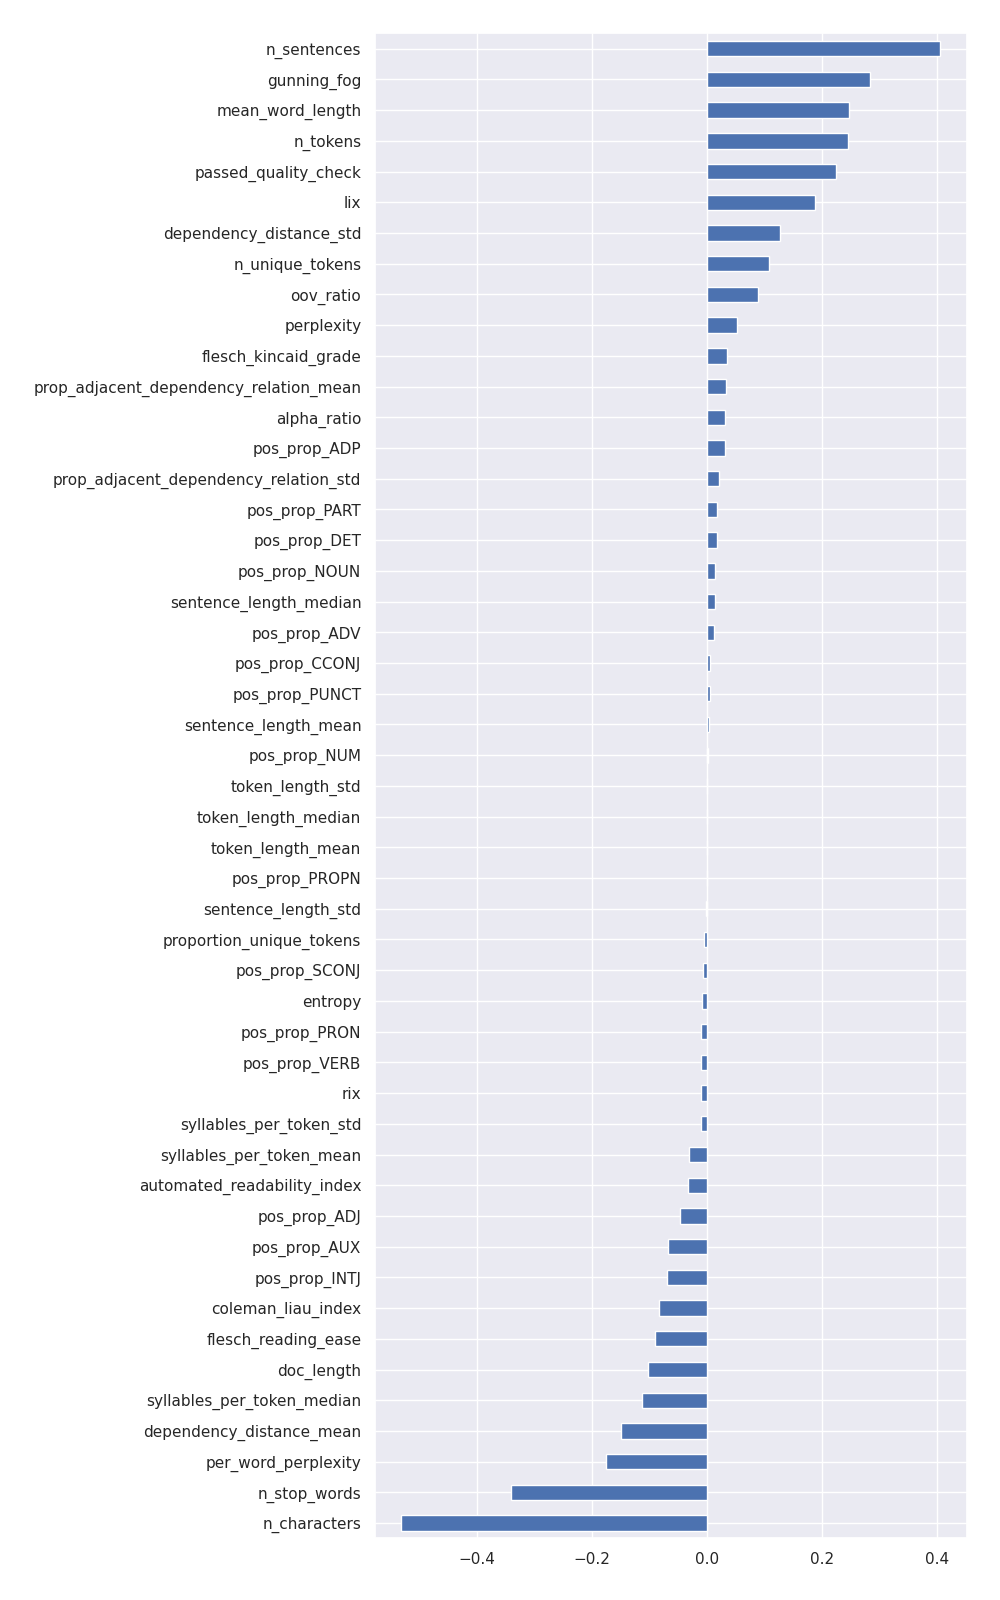 n_sentences
gunning_fog
mean_word_length
n_tokens
passed_quality_check
lix
dependency_distance_std
n_unique_tokens
oov_ratio
perplexity
flesch_kincaid_grade
prop_adjacent_dependency_relation_mean
alpha_ratio
pos_prop_ADP
prop_adjacent_dependency_relation_std
pos_prop_PART
pos_prop_DET
pos_prop_NOUN
sentence_length_median
pos_prop_ADV
pos_prop_CCONJ
pos_prop_PUNCT
sentence_length_mean
pos_prop_NUM
token_length_std
token_length_median
token_length_mean
pos_prop_PROPN
sentence_length_std
proportion_unique_tokens
pos_prop_SCONJ
entropy
pos_prop_PRON
pos_prop_VERB
rix
syllables_per_token_std
syllables_per_token_mean
automated_readability_index
pos_prop_ADJ
pos_prop_AUX
pos_prop_INTJ
coleman_liau_index
flesch_reading_ease
doc_length
syllables_per_token_median
dependency_distance_mean
per_word_perplexity
n_stop_words
n_characters
−0.4 −0.2 0.0 0.2 0.4